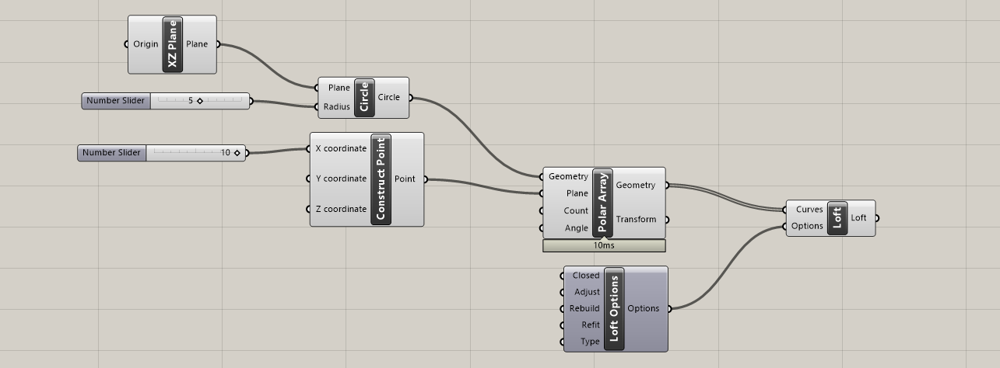 Origin
XZ Plane
Plane
Number Slider
5
Plane
Radius
Circle
Circle
Number Slider
10
X coordinate
Y coordinate
Z coordinate
Construct Point
Point
Geometry
Plane
Count
Angle
Polar Array
Geometry
Transform
10ms
Curves
Options
Loft
Loft
Closed
Adjust
Rebuild
Refit
Type
Loft Options
Options